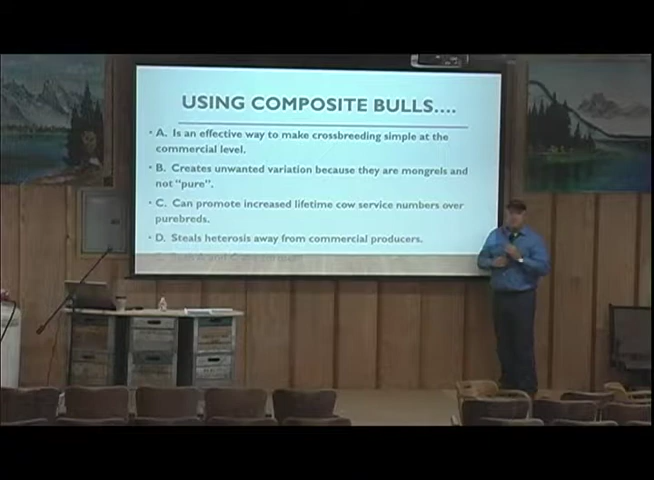 USING COMPOSITE BULLS....
• A. Is an effective way to make crossbreeding simple at the
commercial level.
• B. Creates unwanted variation because they are mongrels and
not "pure".
• C. Can promote increased lifetime cow service numbers over
purebreds.
• D. Steals heterosis away from commercial producers.